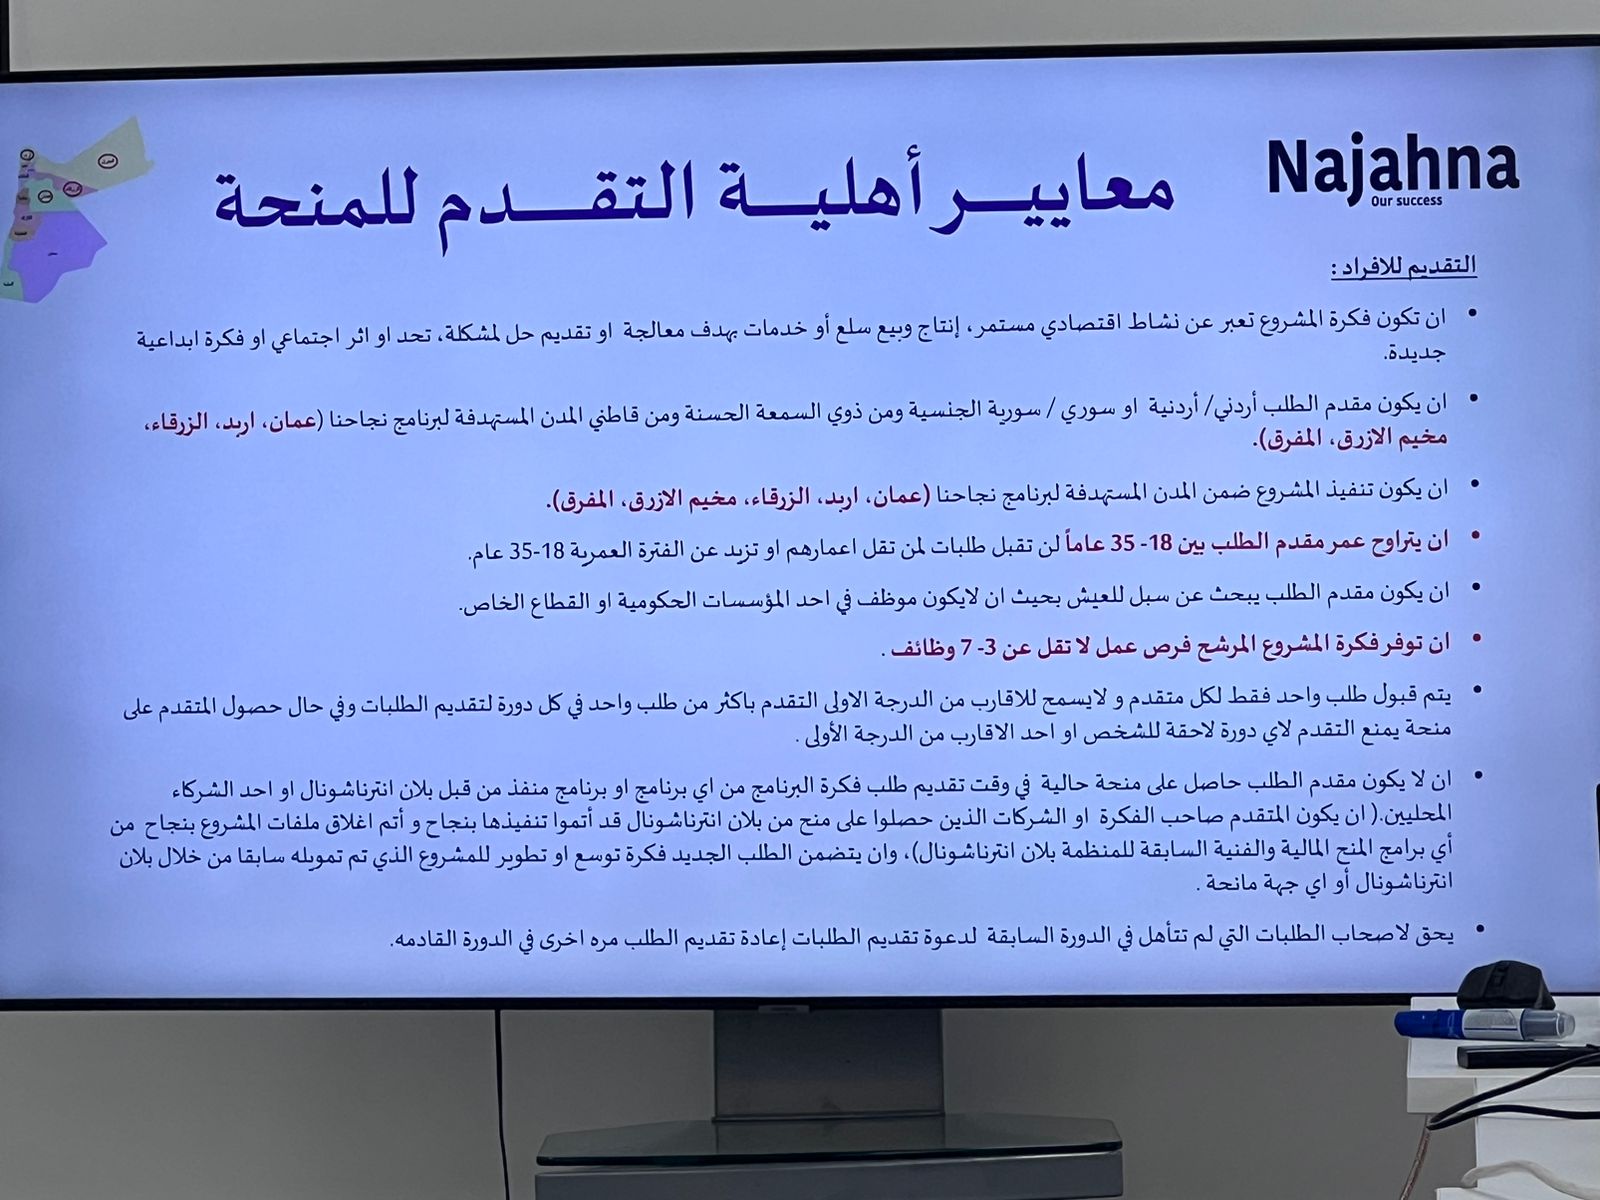 Najahna
Our success
معايير أهلية التقدم للمنحة
التقديم للافراد :
• ان تكون فكرة المشروع تعبر عن نشاط اقتصادي مستمر، إنتاج وبيع سلع أو خدمات بهدف معالجة او تقديم حل لمشكلة، تحد او اثر اجتماعي او فكرة ابداعية
جديدة.
• ان يكون مقدم الطلب أردني/ أردنية او سوري / سورية الجنسية ومن ذوي السمعة الحسنة ومن قاطني المدن المستهدفة لبرنامج نجاحنا (عمان، اربد، الزرقاء،
مخيم الازرق، المفرق).
• ان يكون تنفيذ المشروع ضمن المدن المستهدفة لبرنامج نجاحنا (عمان، اربد، الزرقاء، مخيم الازرق، المفرق).
• ان يتراوح عمر مقدم الطلب بين 18- 35 عاماً لن تقبل طلبات لمن تقل اعمارهم او تزيد عن الفترة العمرية 18-35 عام.
• ان يكون مقدم الطلب يبحث عن سبل للعيش بحيث ان لايكون موظف في احد المؤسسات الحكومية او القطاع الخاص.
• ان توفر فكرة المشروع المرشح فرص عمل لا تقل عن 3- 7 وظائف .
• يتم قبول طلب واحد فقط لكل متقدم و لايسمح للاقارب من الدرجة الاولى التقدم باكثر من طلب واحد في كل دورة لتقديم الطلبات وفي حال حصول المتقدم على
منحة يمنع التقدم لاي دورة لاحقة للشخص او احد الاقارب من الدرجة الأولى .
• ان لا يكون مقدم الطلب حاصل على منحة حالية في وقت تقديم طلب فكرة البرنامج من اي برنامج او برنامج منفذ من قبل بلان انترناشونال او احد الشركاء
المحليين.( ان يكون المتقدم صاحب الفكرة او الشركات الذين حصلوا على منح من بلان انترناشونال قد أتموا تنفيذها بنجاح و أتم اغلاق ملفات المشروع بنجاح من
أي برامج المنح المالية والفنية السابقة للمنظمة بلان انترناشونال)، وان يتضمن الطلب الجديد فكرة توسع او تطوير للمشروع الذي تم تمويله سابقا من خلال بلان
انترناشونال أو اي جهة مانحة .
• يحق لاصحاب الطلبات التي لم تتأهل في الدورة السابقة لدعوة تقديم الطلبات إعادة تقديم الطلب مره اخرى في الدورة القادمه.